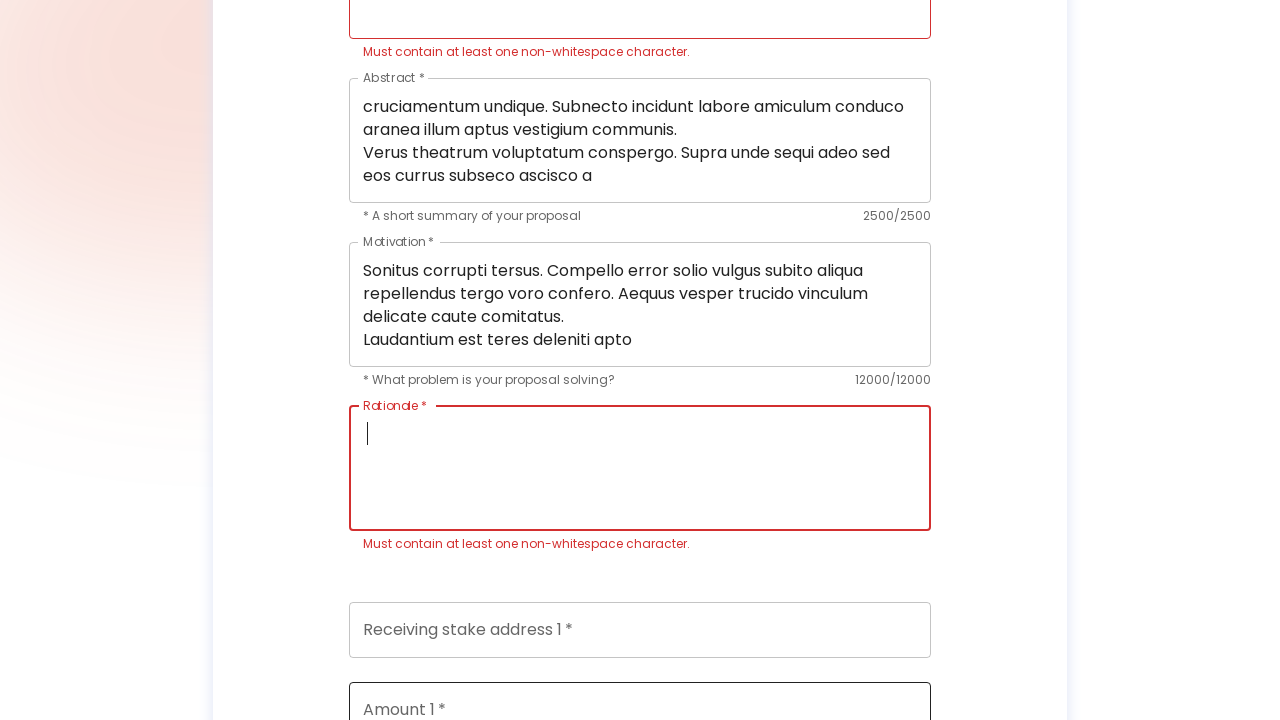 Must contain at least one non-whitespace character.
Abstract *
cruciamentum undique. Subnecto incidunt labore amiculum conduco
aranea illum aptus vestigium communis.
Verus theatrum voluptatum conspergo. Supra unde sequi adeo sed
eos currus subseco ascisco a
* A short summary of your proposal
2500/2500
Motivation *
Sonitus corrupti tersus. Compello error solio vulgus subito aliqua
repellendus tergo voro confero. Aequus vesper trucido vinculum
delicate caute comitatus.
Laudantium est teres deleniti apto
* What problem is your proposal solving?
12000/12000
Rationale *
Must contain at least one non-whitespace character.
Receiving stake address 1 *
Amount 1 *